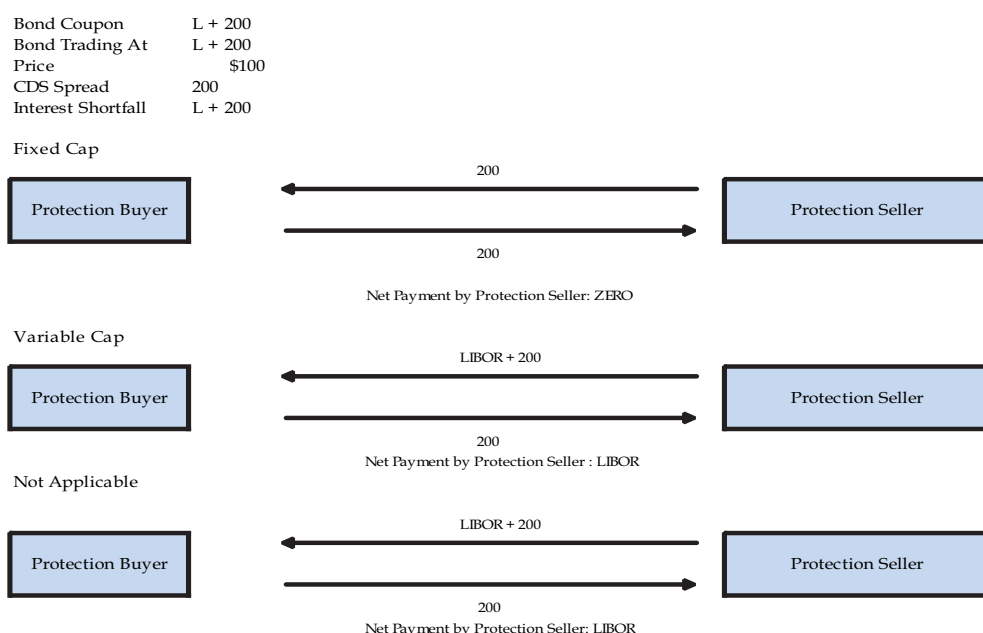 Bond Coupon L + 200
Bond Trading At L + 200
Price $100
CDS Spread 200
Interest Shortfall L + 200
Fixed Cap
200
Protection Buyer Protection Seller
200
Net Payment by Protection Seller: ZERO
Variable Cap
LIBOR + 200
Protection Buyer Protection Seller
200
Net Payment by Protection Seller : LIBOR
Not Applicable
LIBOR + 200
Protection Buyer Protection Seller
200
Net Payment by Protection Seller: LIBOR